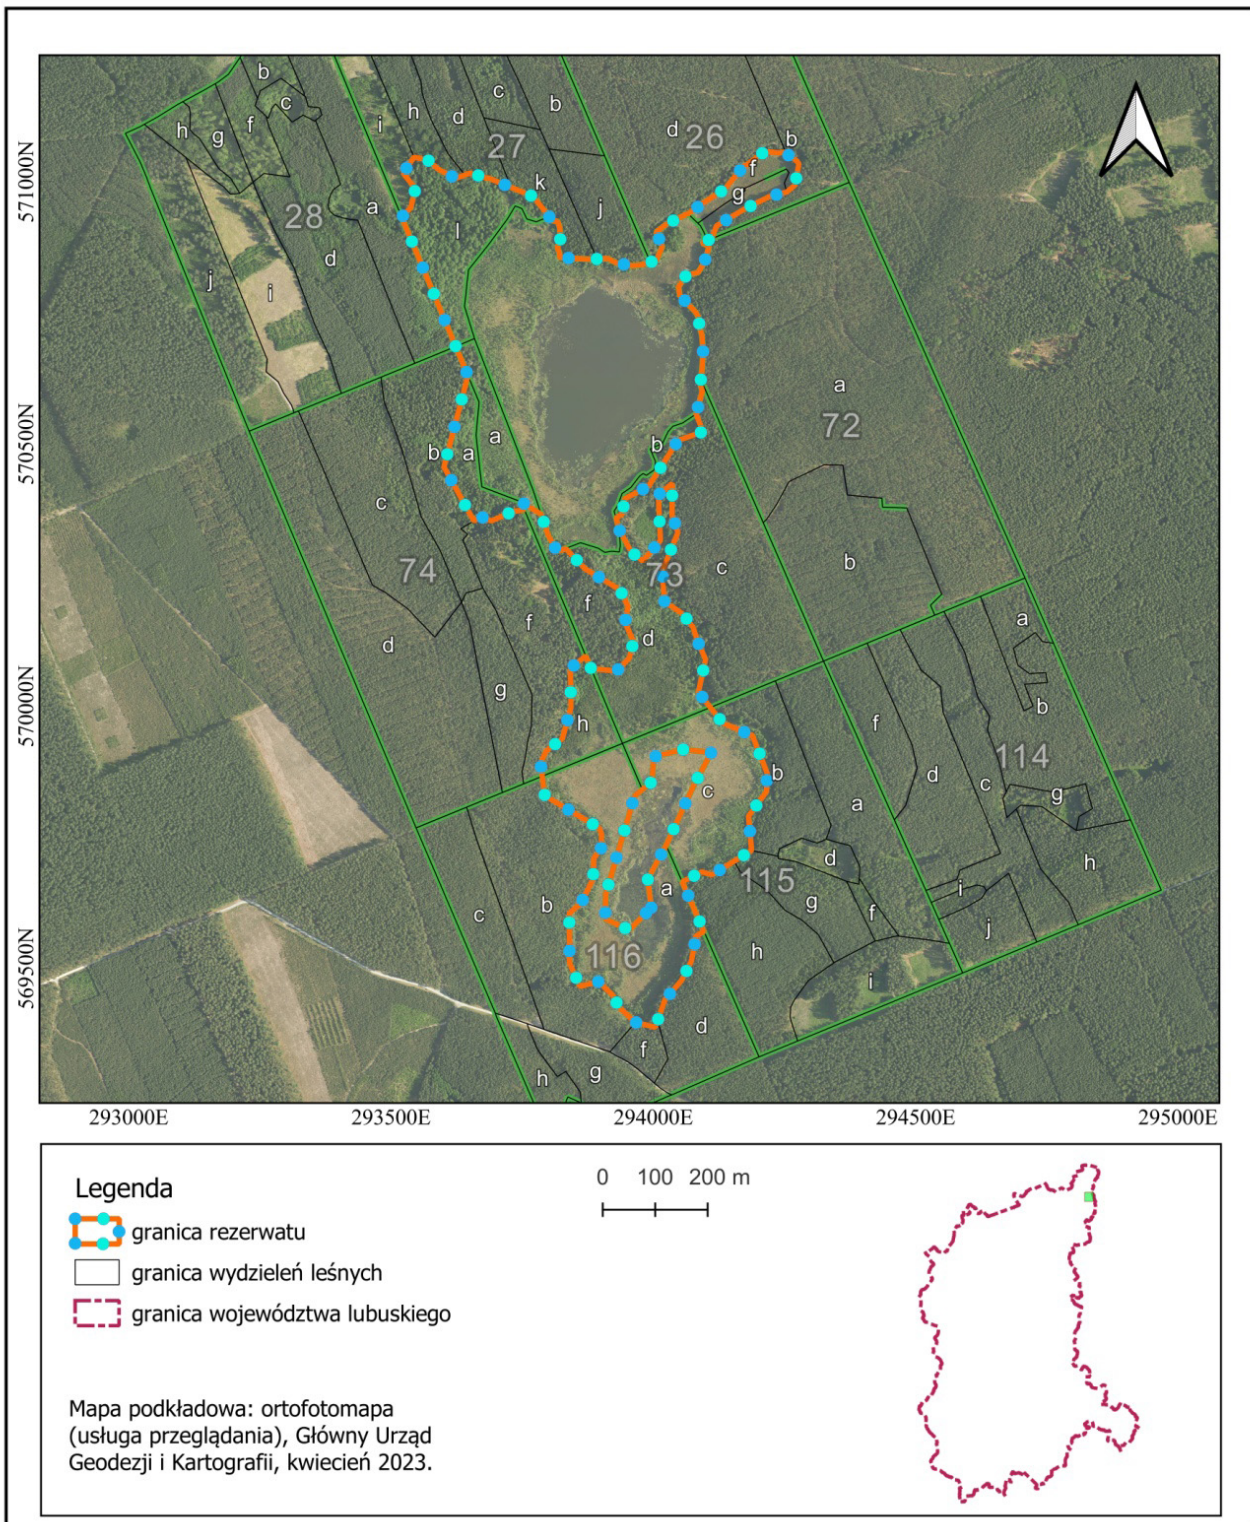 b
c
h
g
f
i
h
d
c
b
27
d
26
b
f
g
k
28
a
l
j
j
i
d
a
72
b
b
a
a
c
74
73
c
b
f
d
d
f
g
h
a
b
114
f
d
c
g
h
b
c
a
d
115
g
f
i
j
h
i
c
b
a
116
d
f
g
h
571000N
570500N
570000N
569500N
293000E 293500E 294000E 294500E 295000E
Legenda
granica rezerwatu
granica wydzieleń leśnych
granica województwa lubuskiego
0 100 200 m
Mapa podkładowa: ortofotomapa
(usługa przeglądania), Główny Urząd
Geodezji i Kartografii, kwiecień 2023.